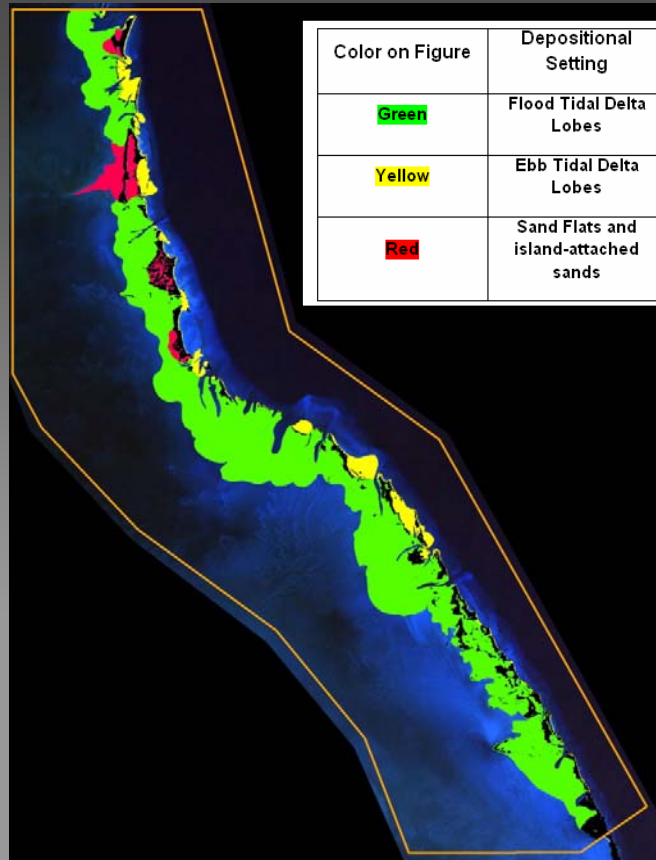 Color on Figure
Depositional
Setting
Green
Flood Tidal Delta
Lobes
Yellow
Ebb Tidal Delta
Lobes
Red
Sand Flats and
island-attached
sands